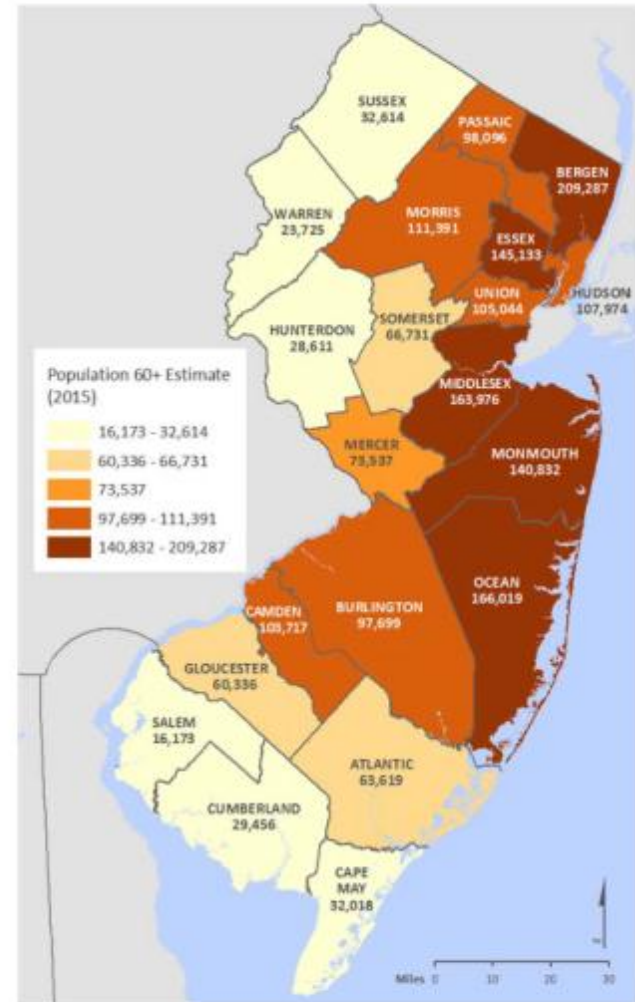 SUSSEX
32,614
PASSAIC
98,096
BERGEN
209,287
WARREN
23,725
MORRIS
111,391
ESSEX
145,133
UNION
105,044
HUDSON
107,974
HUNTERDON
28,611
SOMERSET
66,731
Population 60+ Estimate
(2015)
16,173 - 32,614
60,336 - 66,731
73,537
97,699 - 111,391
140,832 - 209,287
MIDDLESEX
163,976
MERCER
73,537
MONMOUTH
140,832
OCEAN
166,019
CAMDEN
103,717
BURLINGTON
97,699
GLOUCESTER
60,336
SALEM
16,173
ATLANTIC
63,619
CUMBERLAND
29,456
CAPE
MAY
32,018
Miles 0 10 20 30